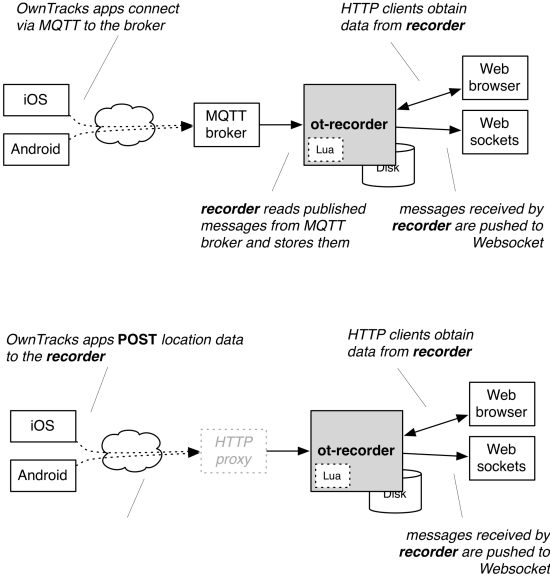 OwnTracks apps connect
via MQTT to the broker
HTTP clients obtain
data from recorder
iOS
Android
MQTT
broker
ot-recorder
Lua
Disk
Web
browser
Web
sockets
recorder reads published
messages from MQTT
broker and stores them
messages received by
recorder are pushed to
Websocket
OwnTracks apps POST location data
to the recorder
HTTP clients obtain
data from recorder
iOS
Android
HTTP
proxy
ot-recorder
Lua
Disk
Web
browser
Web
sockets
messages received by
recorder are pushed to
Websocket